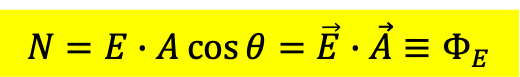 N = E · A cos θ = E⃗ · A⃗ ≡ Φ_E